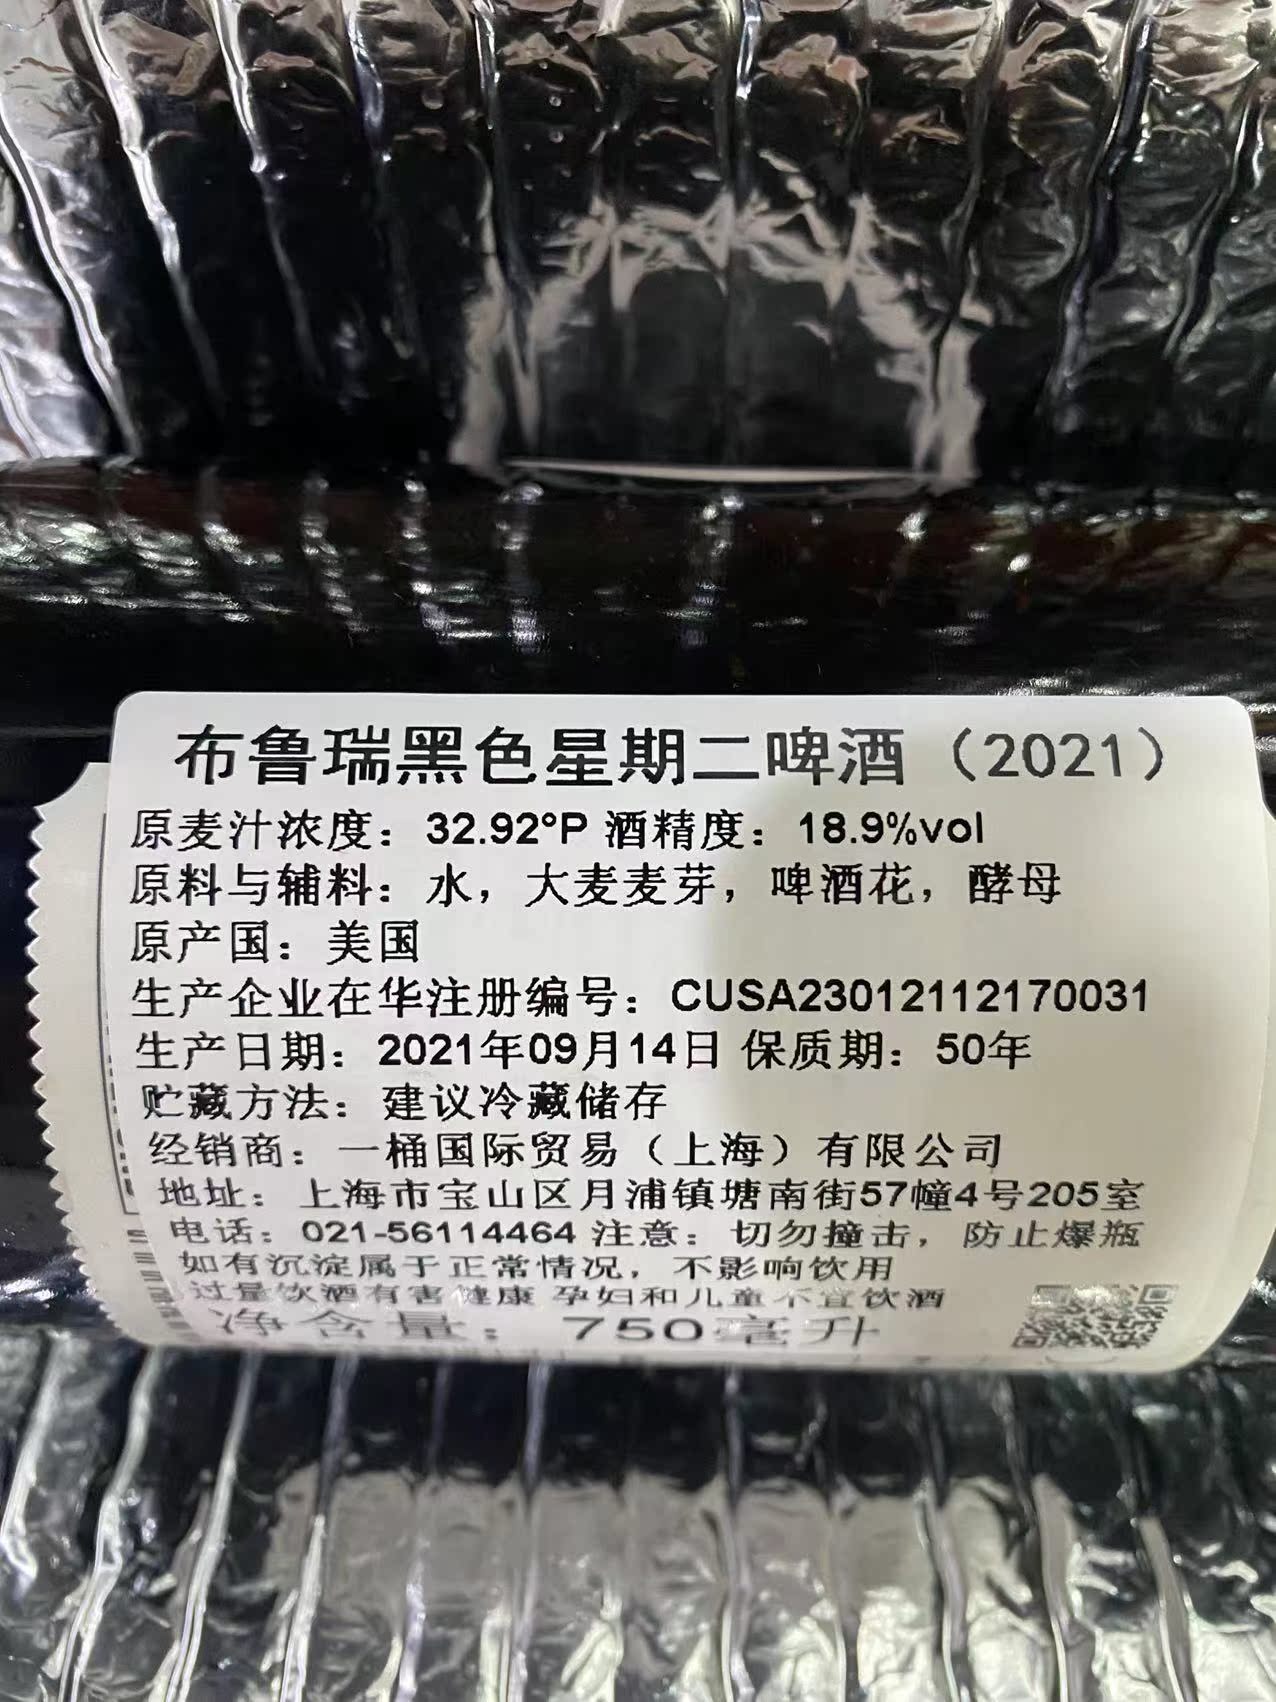 布鲁瑞黑色星期二啤酒（2021）
原麦汁浓度：32.92°P 酒精度：18.9%vol
原料与辅料：水，大麦麦芽，啤酒花，酵母
原产国：美国
生产企业在华注册编号：CUSA23012112170031
生产日期：2021年09月14日 保质期：50年
贮藏方法：建议冷藏储存
经销商：一桶国际贸易（上海）有限公司
地址：上海市宝山区月浦镇塘南街57幢4号205室
电话：021-56114464 注意：切勿撞击，防止爆瓶
如有沉淀属于正常情况，不影响饮用
过量饮酒有害健康 孕妇和儿童不宜饮酒
净含量：750毫升